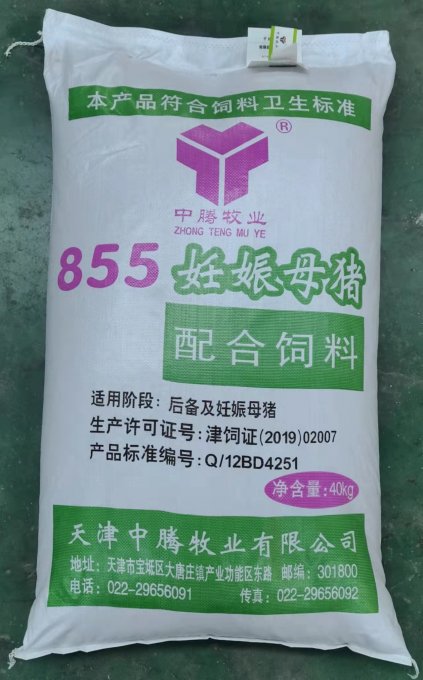 本产品符合饲料卫生标准
®
中腾牧业
ZHONG TENG MU YE
855 妊娠母猪
配合饲料
适用阶段：后备及妊娠母猪
生产许可证号：津饲证(2019)02007
产品标准编号：Q/12BD4251
净含量：40kg
天津中腾牧业有限公司
地址：天津市宝坻区大唐庄镇产业功能区东路 邮编：301800
电话：022-29656091 传真：022-29656092